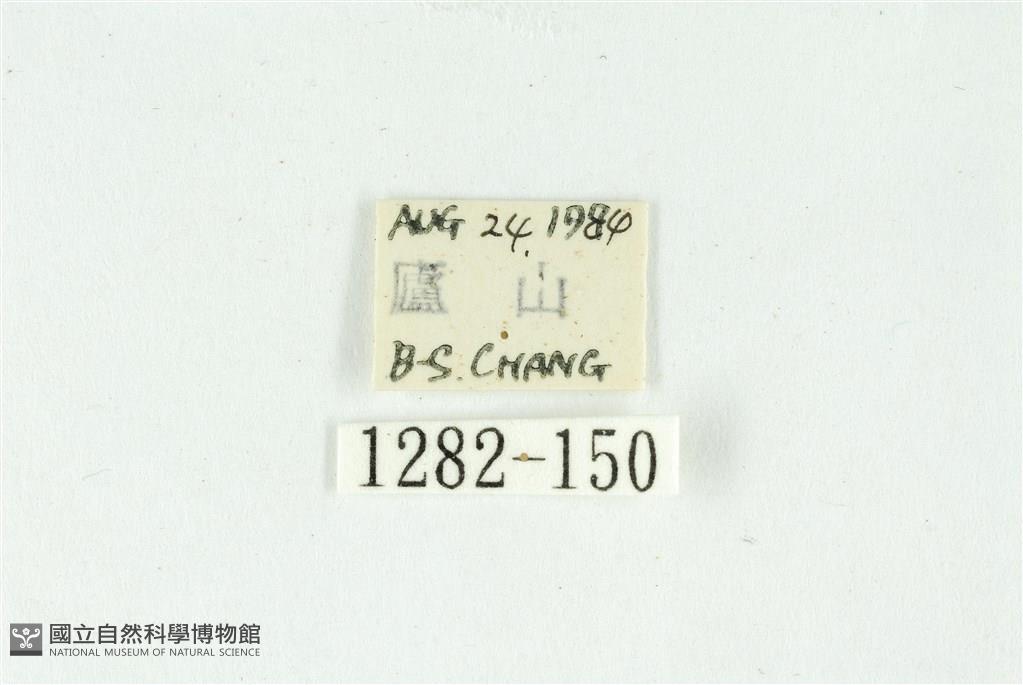 AUG 24, 1984
廬山
B-S. CHANG
1282-150
國立自然科學博物館
NATIONAL MUSEUM OF NATURAL SCIENCE